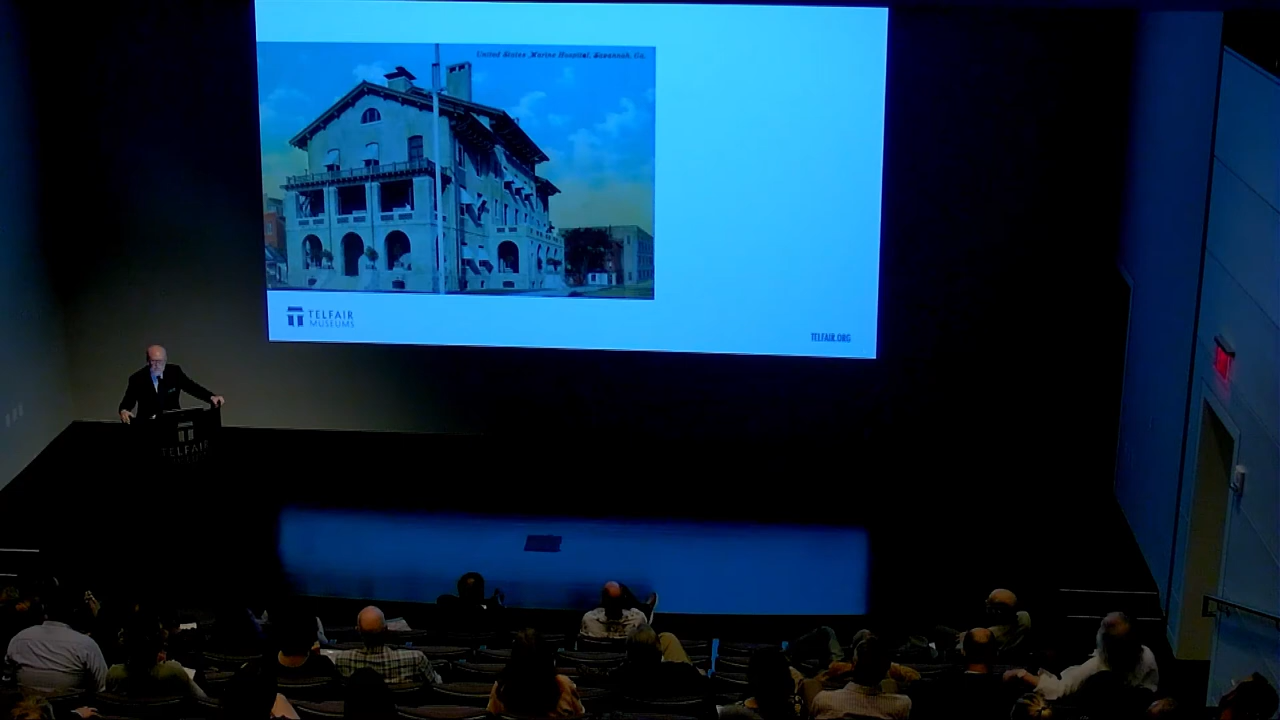 United States Marine Hospital, Savannah, Ga.
TELFAIR
MUSEUMS
TELFAIR.ORG
TELFAIR